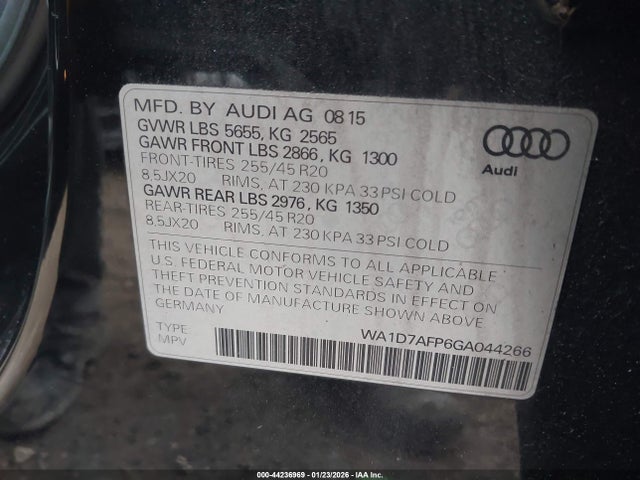 MFD. BY AUDI AG 08 15
GVWR LBS 5655, KG 2565
GAWR FRONT LBS 2866, KG 1300
FRONT-TIRES 255/45 R20
8,5JX20 RIMS, AT 230 KPA 33 PSI COLD
GAWR REAR LBS 2976, KG 1350
REAR-TIRES 255/45 R20
8,5JX20 RIMS, AT 230 KPA 33 PSI COLD
THIS VEHICLE CONFORMS TO ALL APPLICABLE
U.S. FEDERAL MOTOR VEHICLE SAFETY AND
THEFT PREVENTION STANDARDS IN EFFECT ON
THE DATE OF MANUFACTURE SHOWN ABOVE
GERMANY
Audi
TYPE
MPV
WA1D7AFP6GA044266
000-44236969 | 01/23/2026 | IAA Inc.